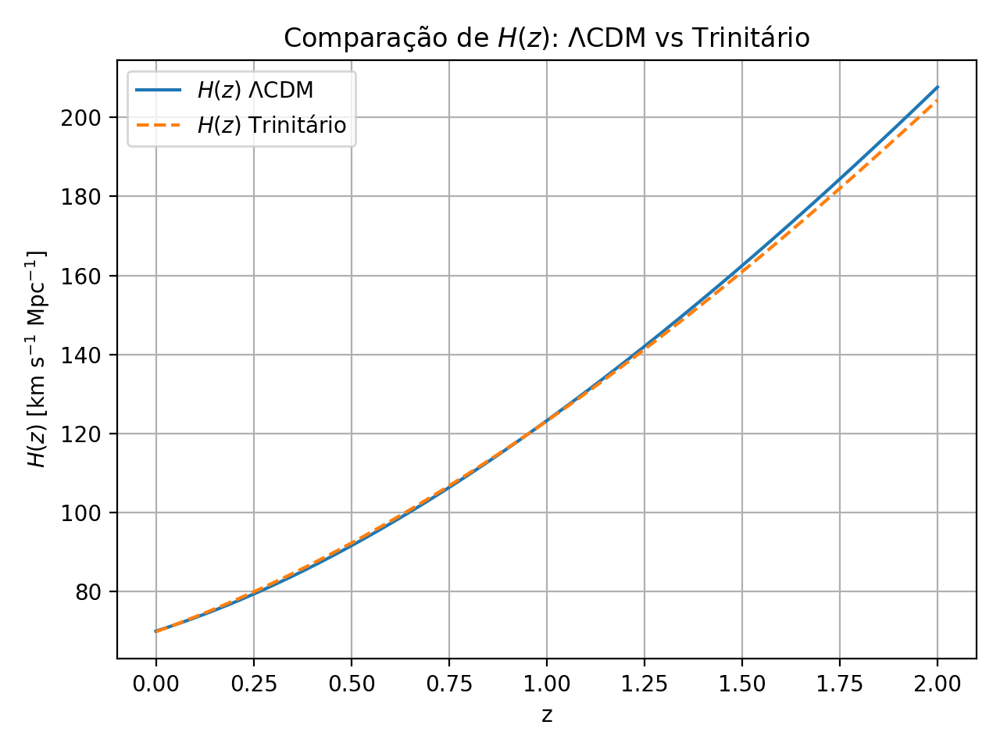 Comparação de H(z): ΛCDM vs Trinitário
H(z) ΛCDM
H(z) Trinitário
H(z) [km s⁻¹ Mpc⁻¹]
200
180
160
140
120
100
80
0.00 0.25 0.50 0.75 1.00 1.25 1.50 1.75 2.00
z